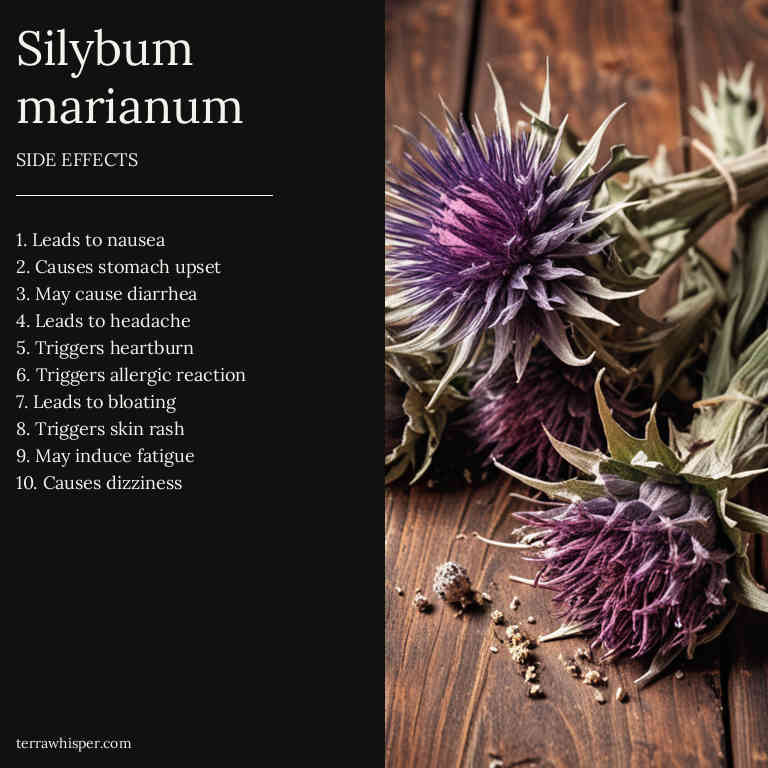 Silybum
marianum
SIDE EFFECTS
1. Leads to nausea
2. Causes stomach upset
3. May cause diarrhea
4. Leads to headache
5. Triggers heartburn
6. Triggers allergic reaction
7. Leads to bloating
8. Triggers skin rash
9. May induce fatigue
10. Causes dizziness
terrawhisper.com